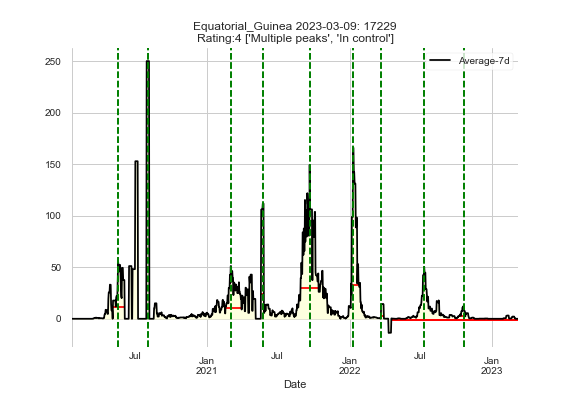 Equatorial_Guinea 2023-03-09: 17229
Rating:4 ['Multiple peaks', 'In control']
Average-7d
250
200
150
100
50
0
Jul
Jan
2021
Jul
Jan
2022
Jul
Jan
2023
Date